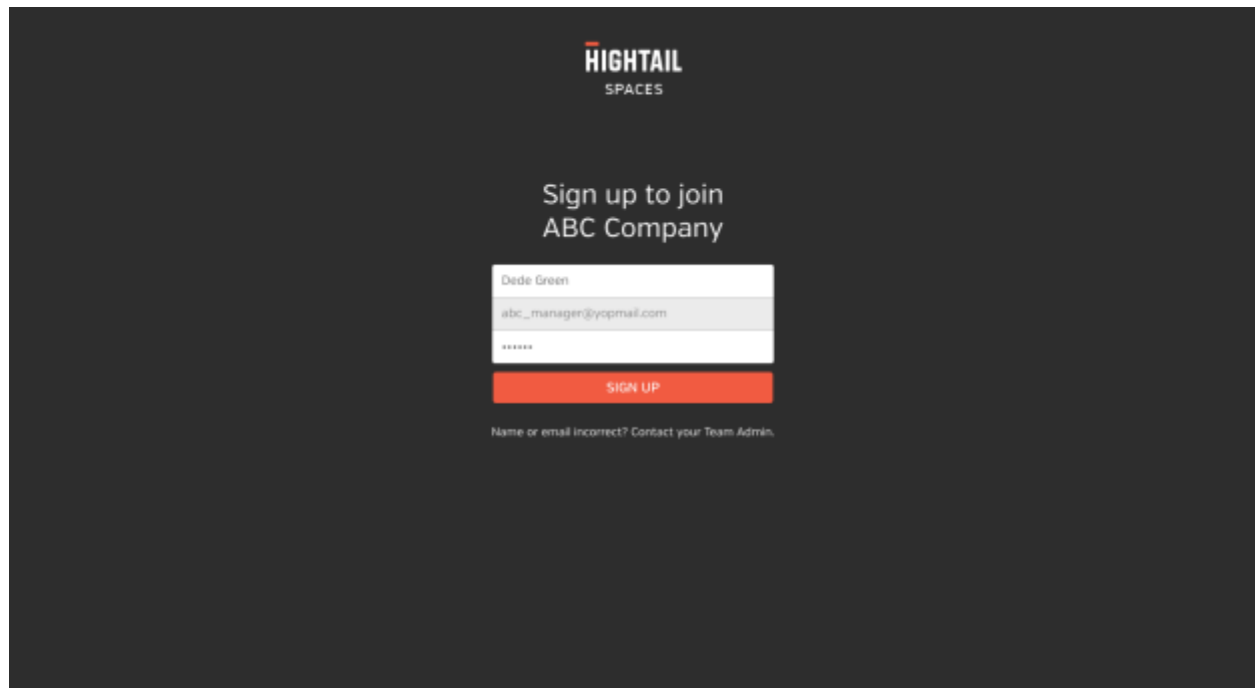 HIGHTAIL
SPACES
Sign up to join
ABC Company
Dede Green
abc_manager@yopmail.com
••••••
SIGN UP
Name or email incorrect? Contact your Team Admin.